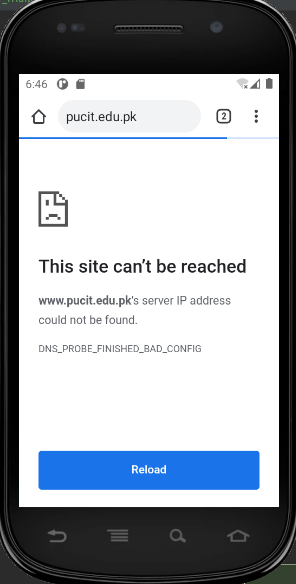 6:46
pucit.edu.pk
2
This site can't be reached
www.pucit.edu.pk's server IP address
could not be found.
DNS_PROBE_FINISHED_BAD_CONFIG
Reload